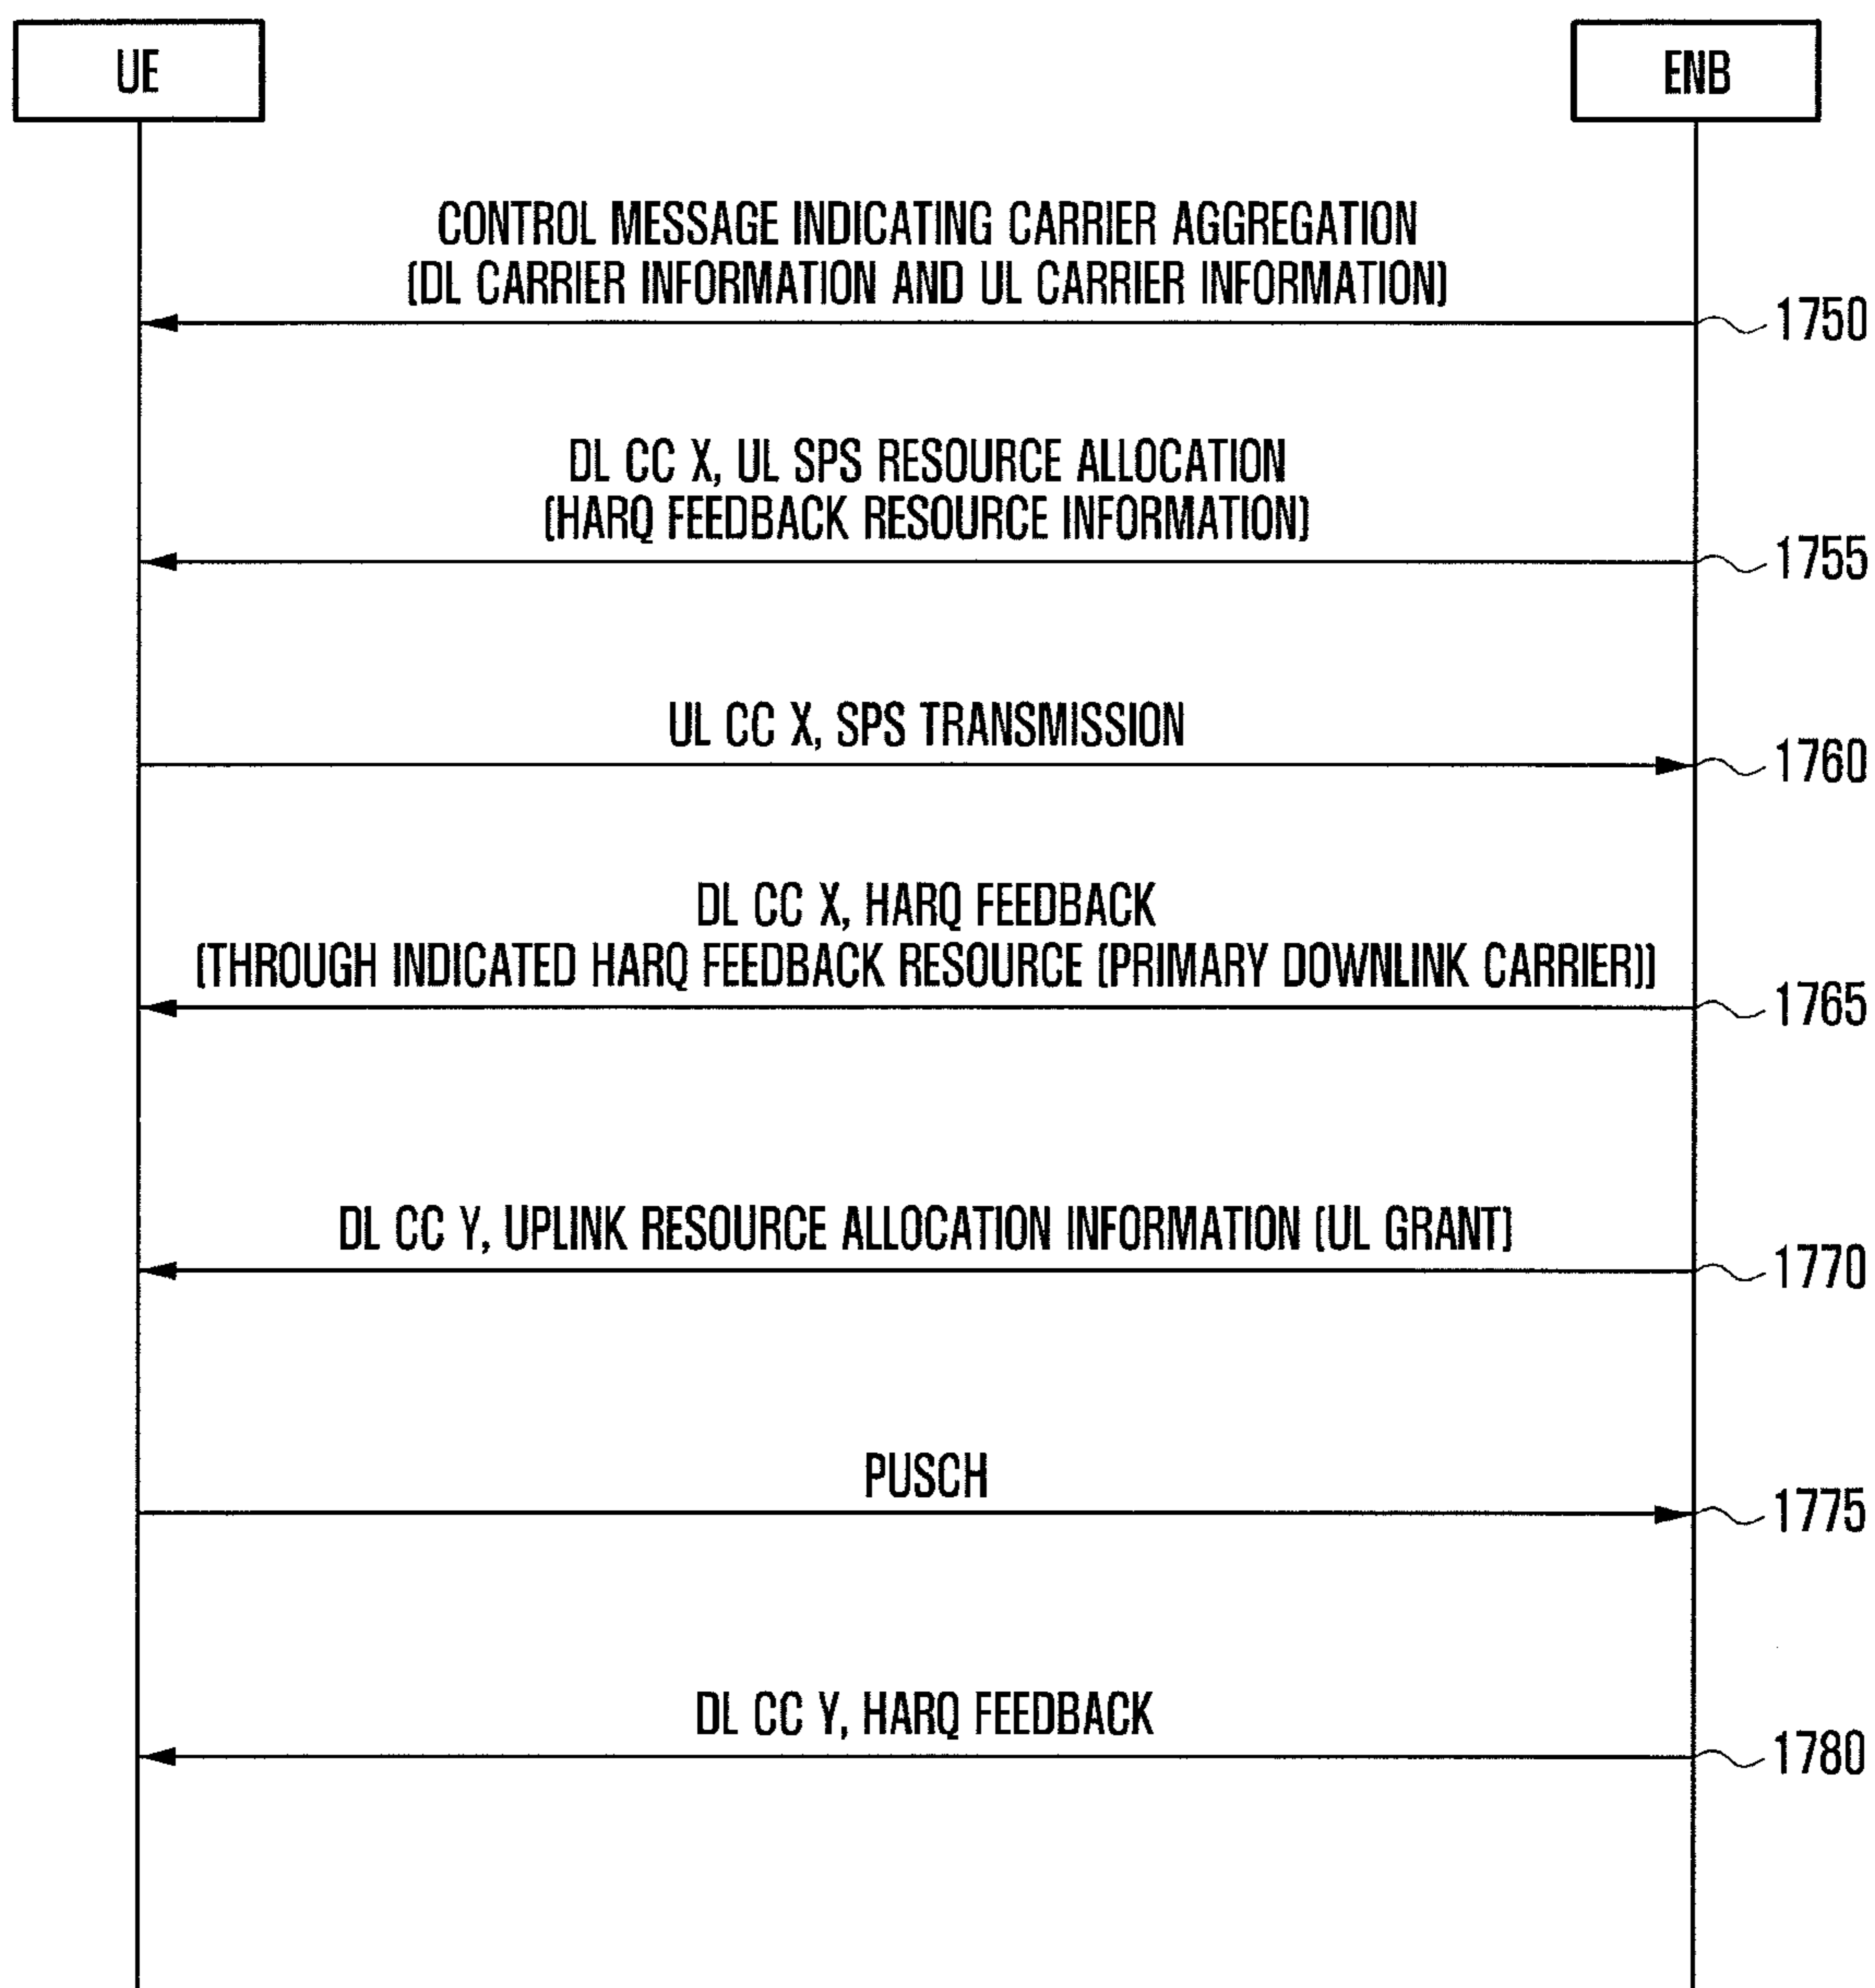 UE
ENB
CONTROL MESSAGE INDICATING CARRIER AGGREGATION
(DL CARRIER INFORMATION AND UL CARRIER INFORMATION)
1750
DL CC X, UL SPS RESOURCE ALLOCATION
(HARQ FEEDBACK RESOURCE INFORMATION)
1755
UL CC X, SPS TRANSMISSION
1760
DL CC X, HARQ FEEDBACK
(THROUGH INDICATED HARQ FEEDBACK RESOURCE (PRIMARY DOWNLINK CARRIER))
1765
DL CC Y, UPLINK RESOURCE ALLOCATION INFORMATION (UL GRANT)
1770
PUSCH
1775
DL CC Y, HARQ FEEDBACK
1780